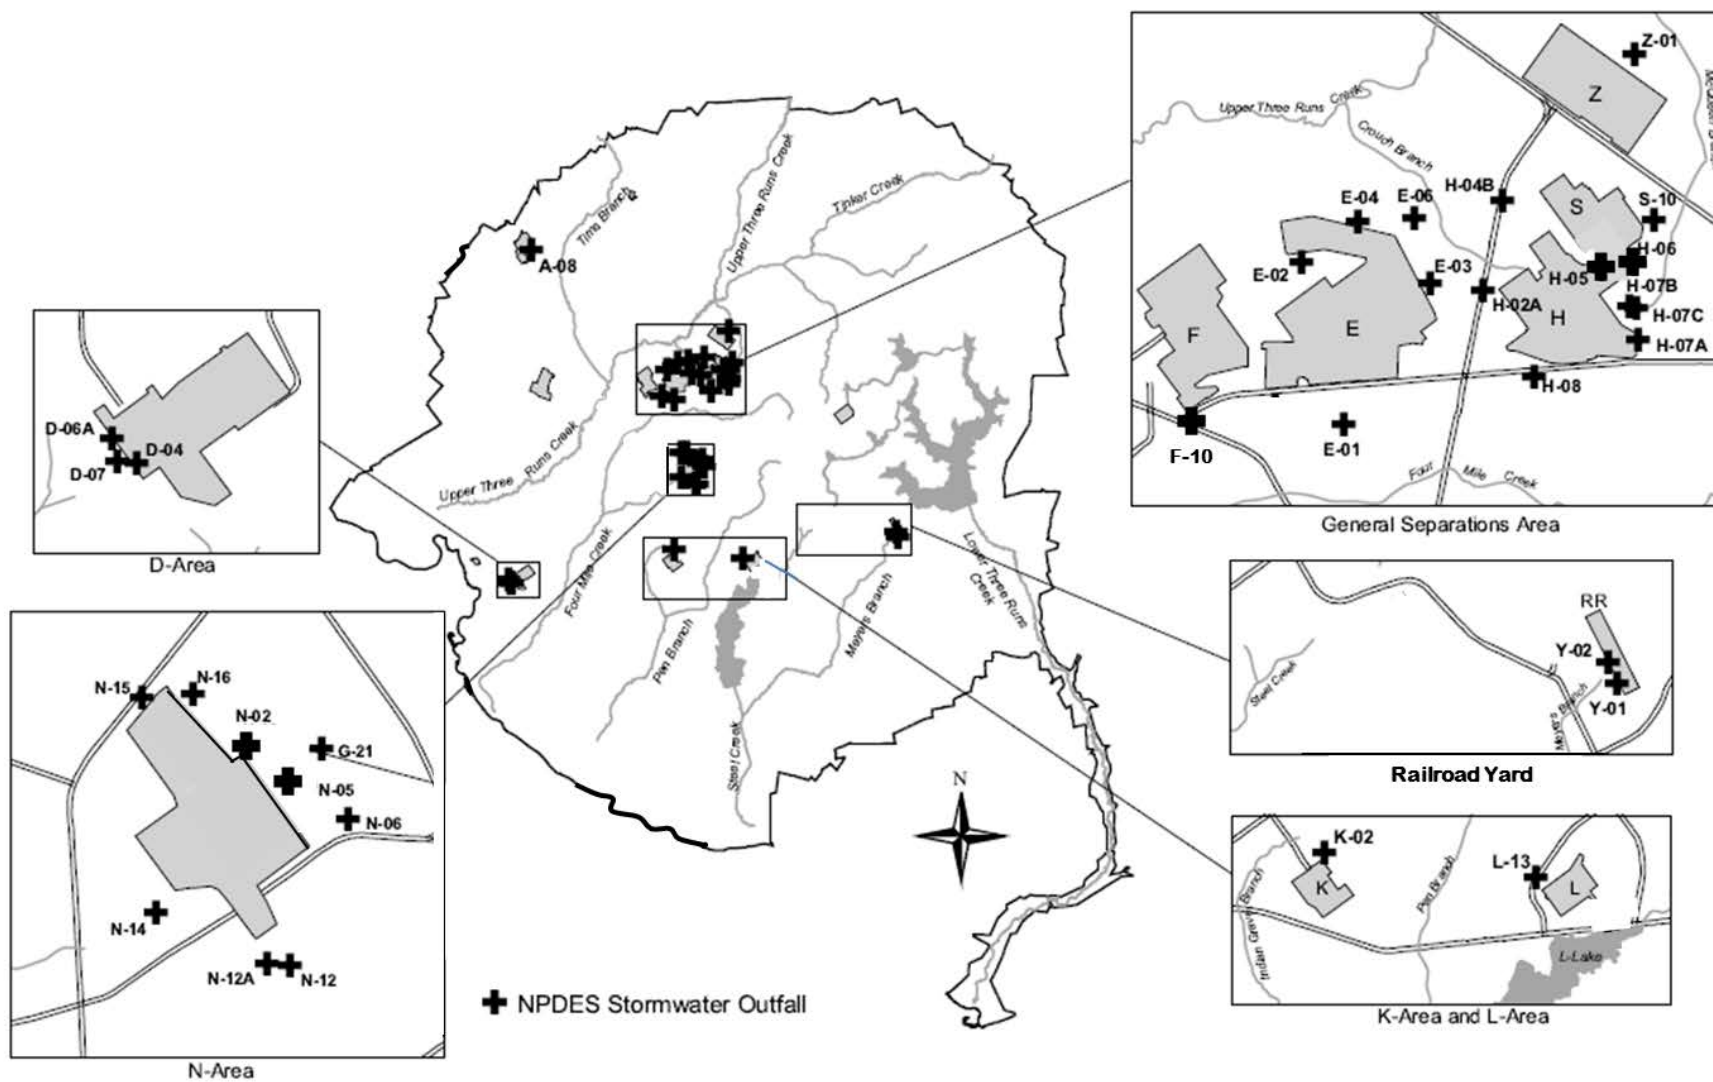 Upper Three Runs Creek
Tinker Creek
Tims Branch
A-08
Upper Three Runs Creek
Four Mile Creek
Pen Branch
Steel Creek
Meyers Branch
Lower Three Runs
Creek
N
NPDES Stormwater Outfall
D-06A
D-04
D-07
D-Area
N-15
N-16
N-02
G-21
N-05
N-06
N-14
N-12A
N-12
N-Area
Z-01
Z
Upper Three Runs Creek
Crouch Branch
H-04B
S
S-10
E-04
E-06
H-06
E-02
E-03
H-05
H-07B
H-02A
H
H-07C
F
E
H-07A
H-08
F-10
E-01
Four Mile Creek
General Separations Area
RR
Y-02
Y-01
Steel Creek
Meyers Branch
Railroad Yard
K-02
L-13
K
L
Indian Grave Branch
Pen Branch
L-Lake
K-Area and L-Area